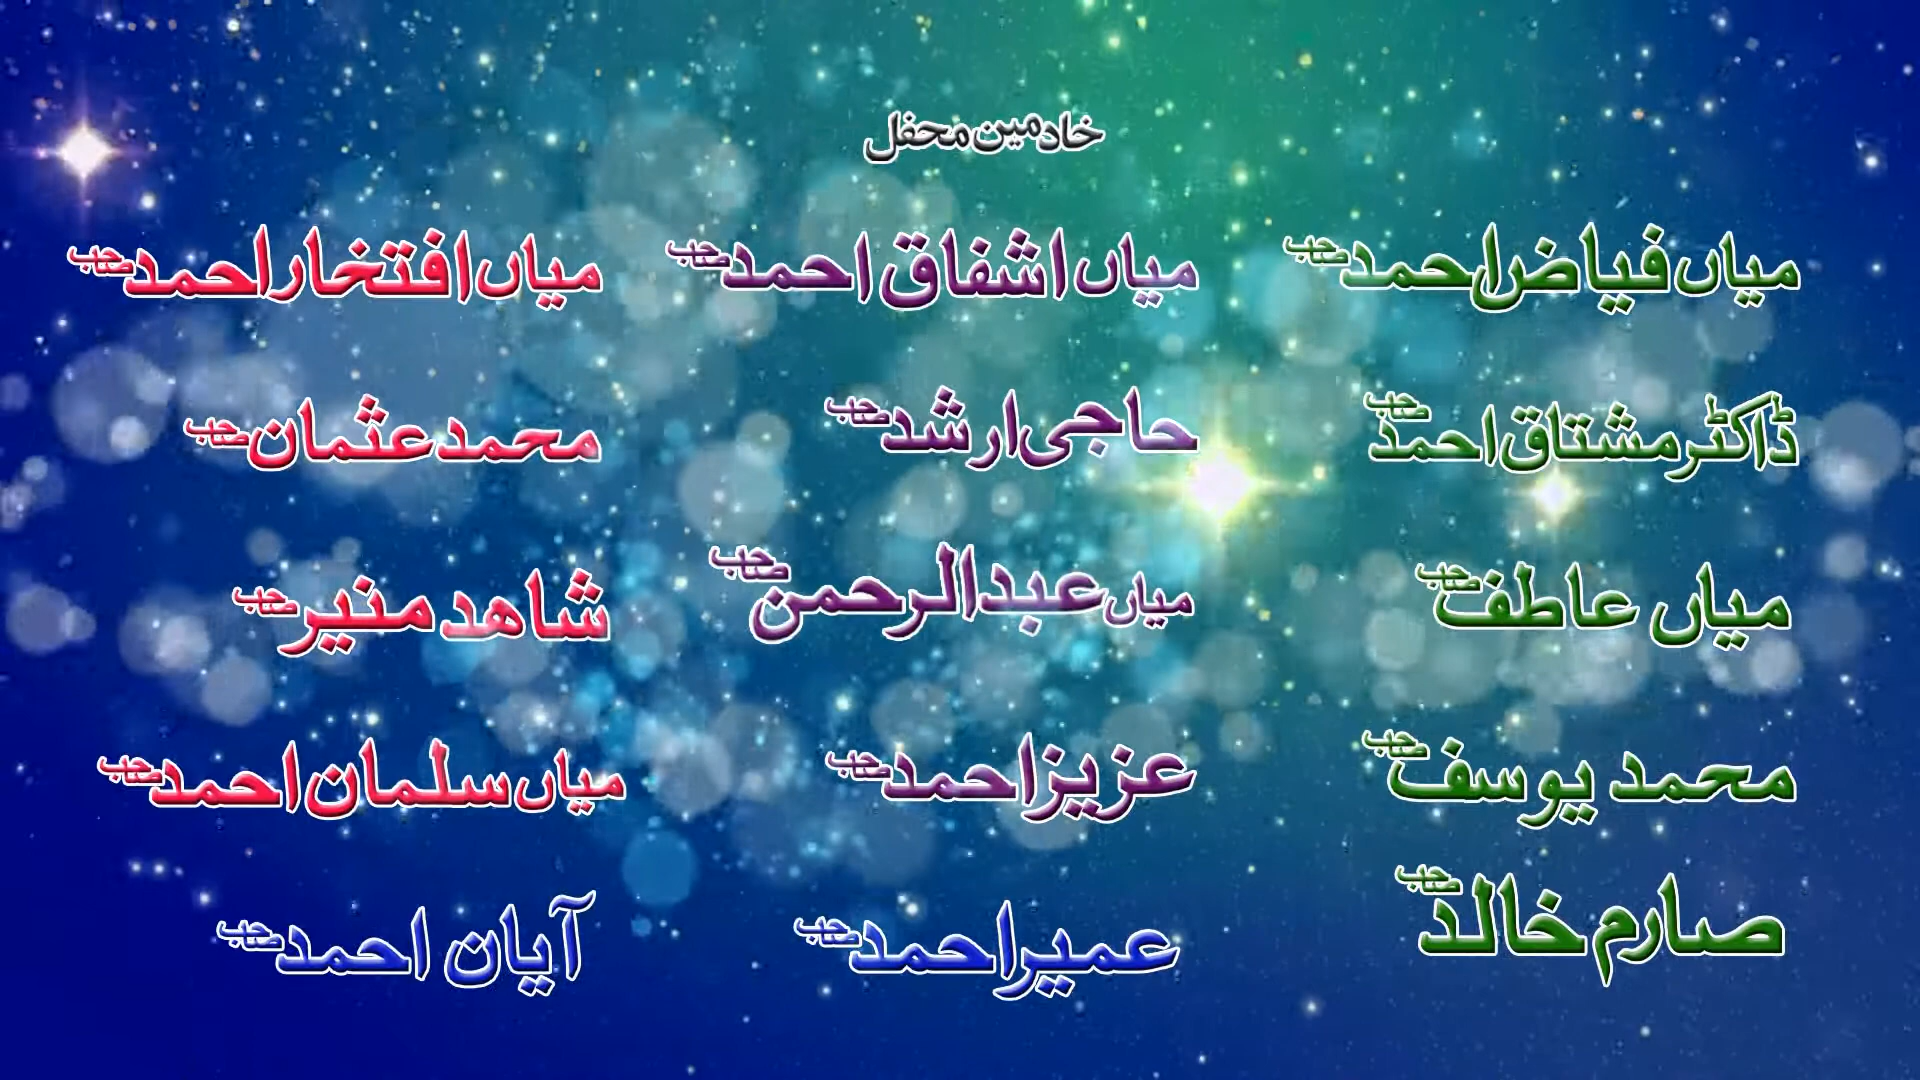 خادمین محفل
میاں فیاض احمد صاحب میاں اشفاق احمد صاحب میاں افتخار احمد صاحب
ڈاکٹر مشتاق احمد صاحب حاجی ارشد صاحب محمد عثمان صاحب
میاں عاطف صاحب میاں عبدالرحمن صاحب شاھد منیر صاحب
محمد یوسف صاحب عزیز احمد صاحب میاں سلمان احمد صاحب
صارم خالد صاحب عمیر احمد صاحب آیان احمد صاحب